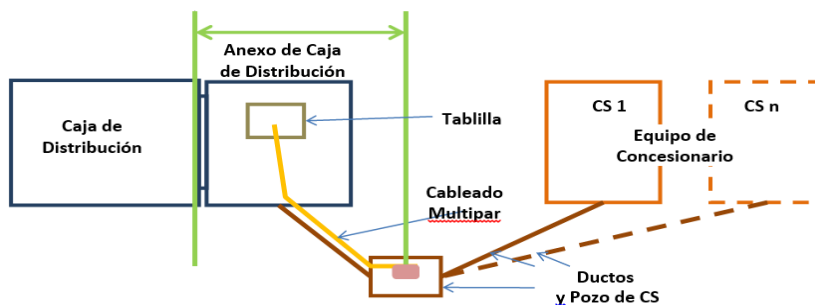 Anexo de Caja
de Distribución
Caja de
Distribución
Tablilla
CS 1
CS n
Equipo de
Concesionario
Cableado
Multipar
Ductos
y Pozo de CS